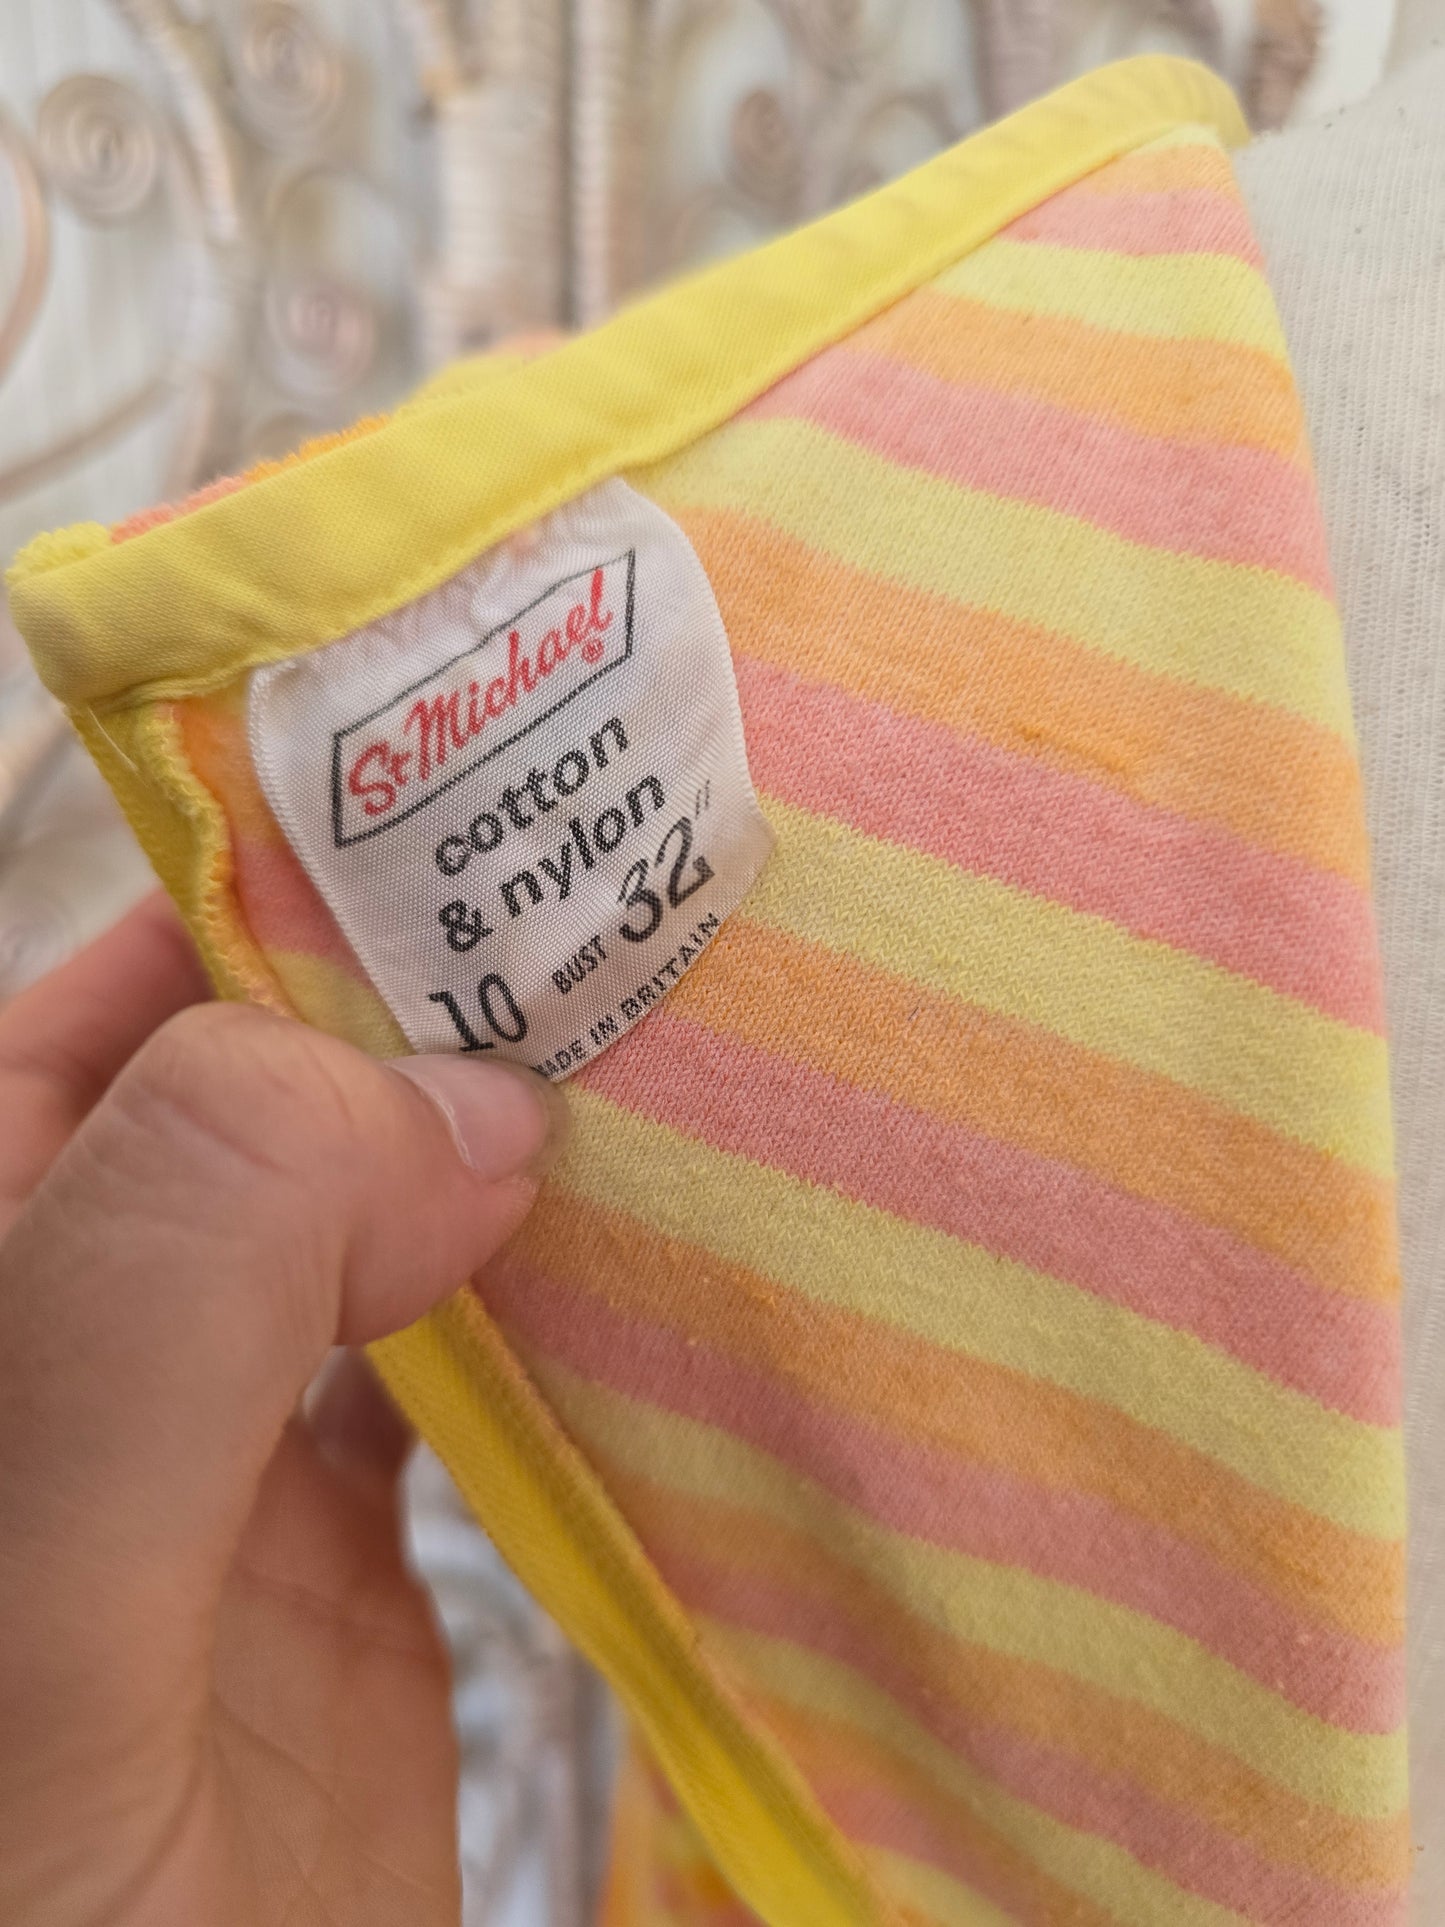 St Michael®
cotton
& nylon
10 BUST 32"
MADE IN BRITAIN